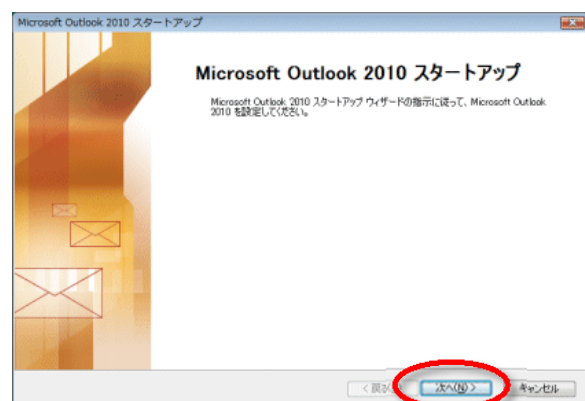 Microsoft Outlook 2010 スタートアップ
Microsoft Outlook 2010 スタートアップ
Microsoft Outlook 2010 スタートアップ ウィザードの指示に従って、Microsoft Outlook
2010 を設定してください。
< 戻る( 次へ(N) > キャンセル